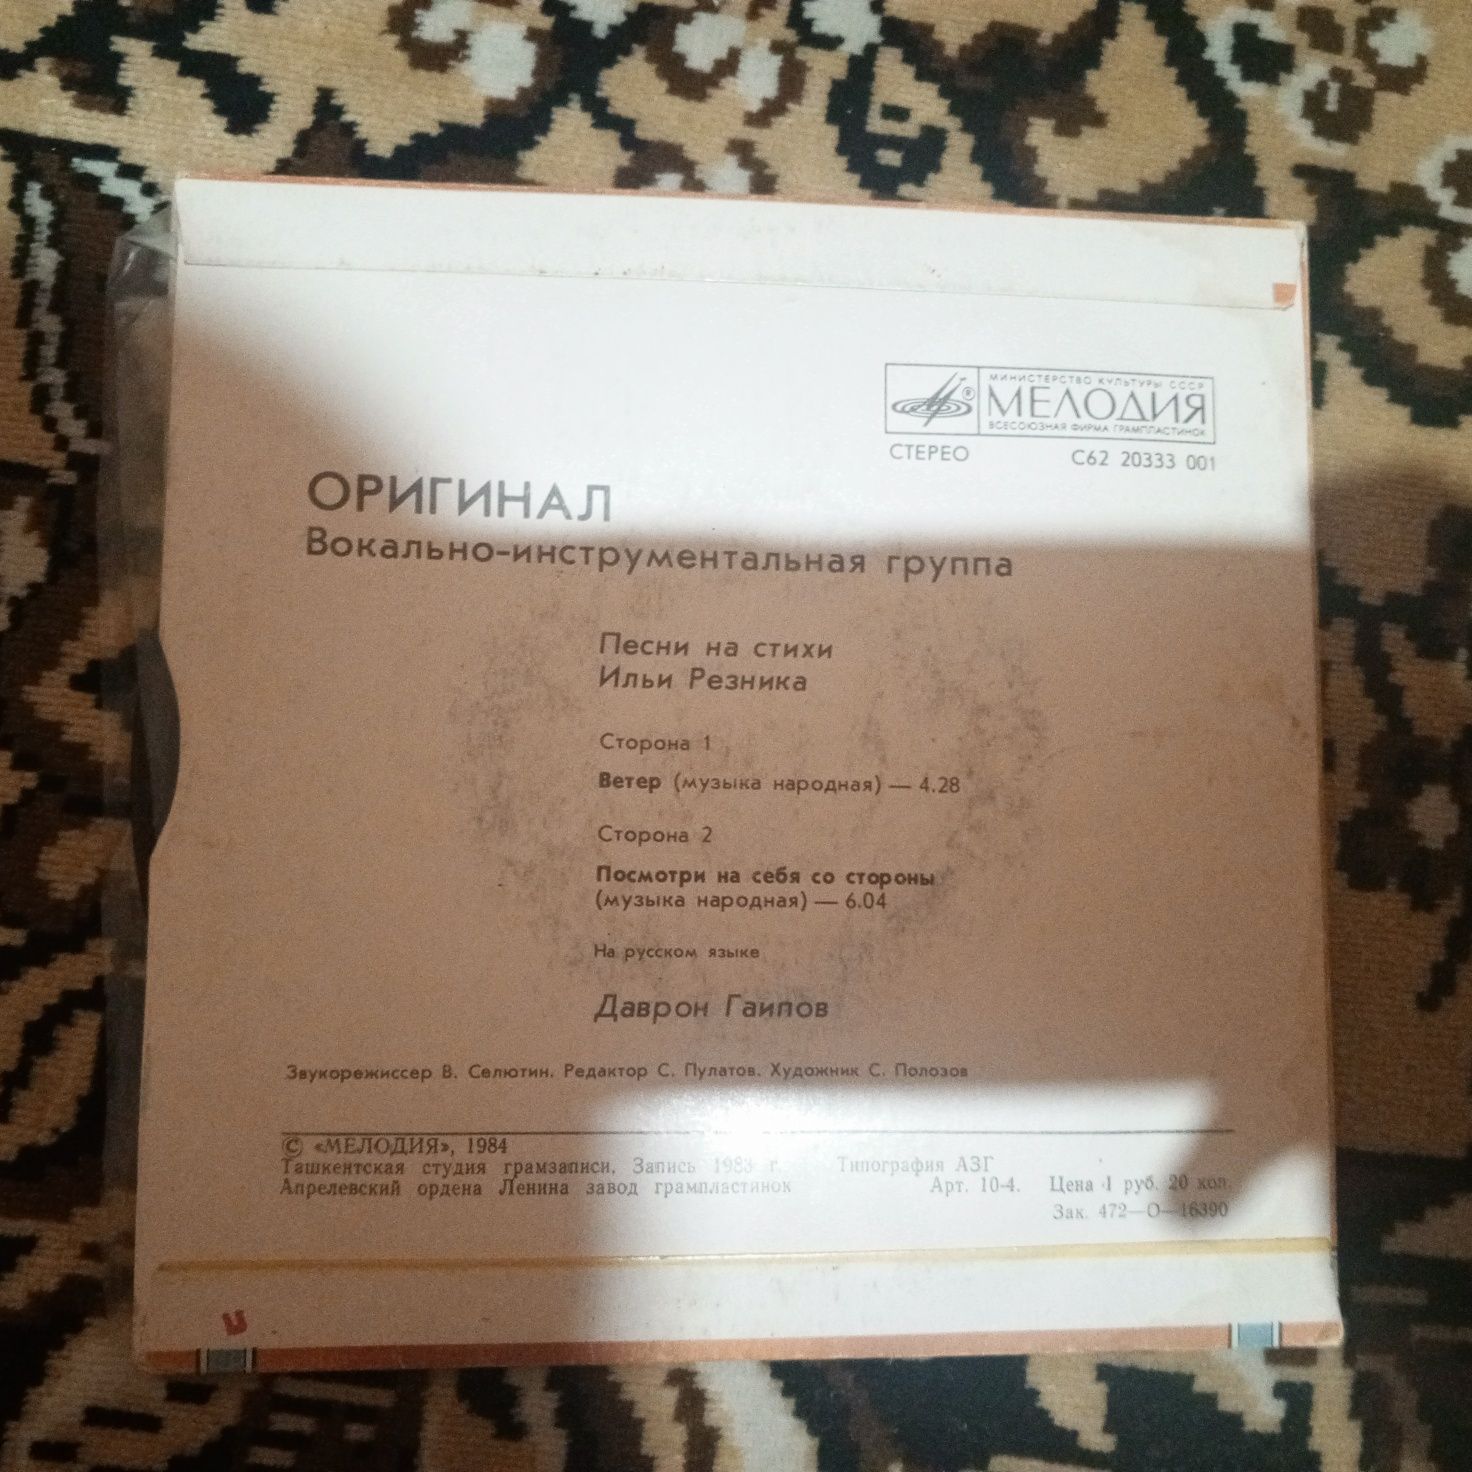 МИНИСТЕРСТВО КУЛЬТУРЫ СССР
МЕЛОДИЯ
ВСЕСОЮЗНАЯ ФИРМА ГРАМПЛАСТИНОК
СТЕРЕО С62 20333 001
ОРИГИНАЛ
Вокально-инструментальная группа
Песни на стихи
Ильи Резника
Сторона 1
Ветер (музыка народная) — 4.28
Сторона 2
Посмотри на себя со стороны
(музыка народная) — 6.04
На русском языке
Даврон Гаипов
Звукорежиссер В. Селютин. Редактор С. Пулатов. Художник С. Полозов
© «МЕЛОДИЯ», 1984
Ташкентская студия грамзаписи. Запись 1983 г. Типография АЗГ
Апрелевский ордена Ленина завод грампластинок Арт. 10-4. Цена 1 руб. 20 коп.
Зак. 472—О—16390